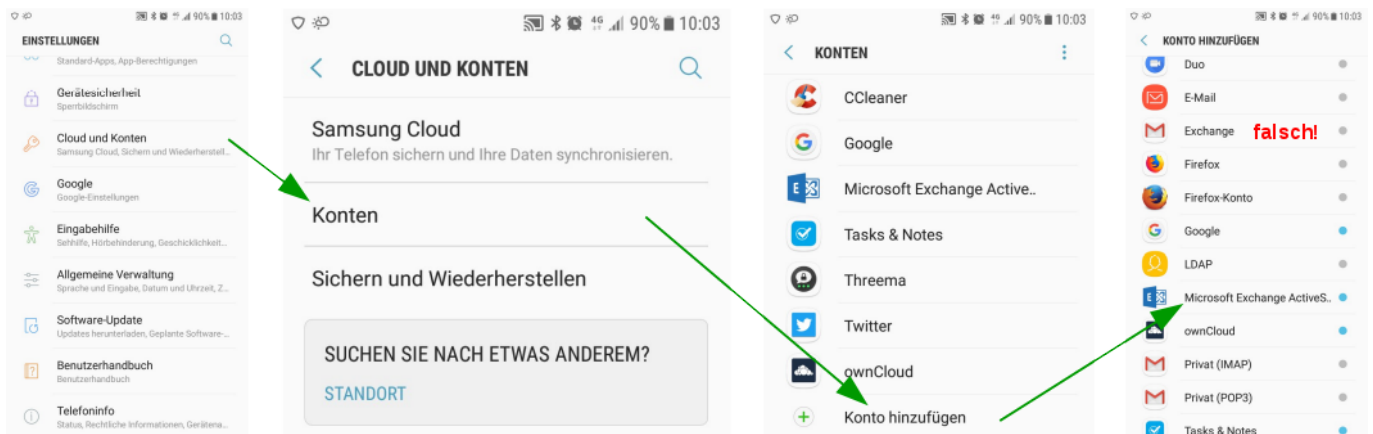 90% 10:03
EINSTELLUNGEN
Standard-Apps, App-Berechtigungen
Gerätesicherheit
Sperrbildschirm
Cloud und Konten
Samsung Cloud, Sichern und Wiederherstell...
Google
Google-Einstellungen
Eingabehilfe
Sehhilfe, Hörbehinderung, Geschicklichkeit...
Allgemeine Verwaltung
Sprache und Eingabe, Datum und Uhrzeit, Z...
Software-Update
Updates herunterladen, Geplante Software-...
Benutzerhandbuch
Benutzerhandbuch
Telefoninfo
Status, Rechtliche Informationen, Gerätena...
4G 90% 10:03
CLOUD UND KONTEN
Samsung Cloud
Ihr Telefon sichern und Ihre Daten synchronisieren.
Konten
Sichern und Wiederherstellen
SUCHEN SIE NACH ETWAS ANDEREM?
STANDORT
4G 90% 10:03
KONTEN
CCleaner
Google
Microsoft Exchange Active..
Tasks & Notes
Threema
Twitter
ownCloud
Konto hinzufügen
90% 10:03
KONTO HINZUFÜGEN
Duo
E-Mail
Exchange falsch!
Firefox
Firefox-Konto
Google
LDAP
Microsoft Exchange ActiveS..
ownCloud
Privat (IMAP)
Privat (POP3)
Tasks & Notes